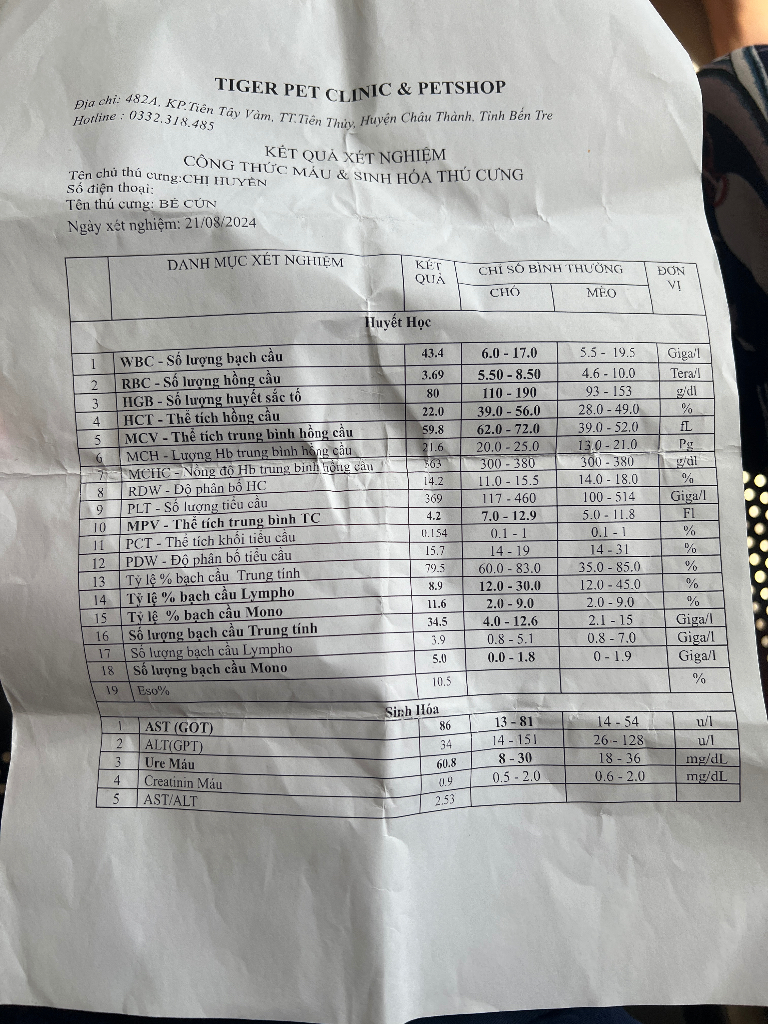 TIGER PET CLINIC & PETSHOP
Địa chỉ: 482A, KP.Tiên Tây Vàm, TT.Tiên Thủy, Huyện Châu Thành, Tỉnh Bến Tre
Hotline : 0332.318.485
KẾT QUẢ XÉT NGHIỆM
CÔNG THỨC MÁU & SINH HÓA THÚ CƯNG
Tên chủ thú cưng:CHỊ HUYỀN
Số điện thoại:
Tên thú cưng: BÉ CÚN
Ngày xét nghiệm: 21/08/2024
DANH MỤC XÉT NGHIỆM KẾT QUẢ CHỈ SỐ BÌNH THƯỜNG ĐƠN VỊ
CHÓ MÈO
Huyết Học
1 WBC - Số lượng bạch cầu 43.4 6.0 - 17.0 5.5 - 19.5 Giga/l
2 RBC - Số lượng hồng cầu 3.69 5.50 - 8.50 4.6 - 10.0 Tera/l
3 HGB - Số lượng huyết sắc tố 80 110 - 190 93 - 153 g/dl
4 HCT - Thể tích hồng cầu 22.0 39.0 - 56.0 28.0 - 49.0 %
5 MCV - Thể tích trung bình hồng cầu 59.8 62.0 - 72.0 39.0 - 52.0 fL
6 MCH - Lượng Hb trung bình hồng cầu 21.6 20.0 - 25.0 13.0 - 21.0 Pg
7 MCHC - Nồng độ Hb trung bình hồng cầu 363 300 - 380 300 - 380 g/dl
8 RDW - Độ phân bố HC 14.2 11.0 - 15.5 14.0 - 18.0 %
9 PLT - Số lượng tiểu cầu 369 117 - 460 100 - 514 Giga/l
10 MPV - Thể tích trung bình TC 4.2 7.0 - 12.9 5.0 - 11.8 Fl
11 PCT - Thể tích khối tiểu cầu 0.154 0.1 - 1 0.1 - 1 %
12 PDW - Độ phân bố tiểu cầu 15.7 14 - 19 14 - 31 %
13 Tỷ lệ % bạch cầu Trung tính 79.5 60.0 - 83.0 35.0 - 85.0 %
14 Tỷ lệ % bạch cầu Lympho 8.9 12.0 - 30.0 12.0 - 45.0 %
15 Tỷ lệ % bạch cầu Mono 11.6 2.0 - 9.0 2.0 - 9.0 %
16 Số lượng bạch cầu Trung tính 34.5 4.0 - 12.6 2.1 - 15 Giga/l
17 Số lượng bạch cầu Lympho 3.9 0.8 - 5.1 0.8 - 7.0 Giga/l
18 Số lượng bạch cầu Mono 5.0 0.0 - 1.8 0 - 1.9 Giga/l
19 Eso% 10.5 %
Sinh Hóa
1 AST (GOT) 86 13 - 81 14 - 54 u/l
2 ALT(GPT) 34 14 - 151 26 - 128 u/l
3 Ure Máu 60.8 8 - 30 18 - 36 mg/dL
4 Creatinin Máu 0.9 0.5 - 2.0 0.6 - 2.0 mg/dL
5 AST/ALT 2.53